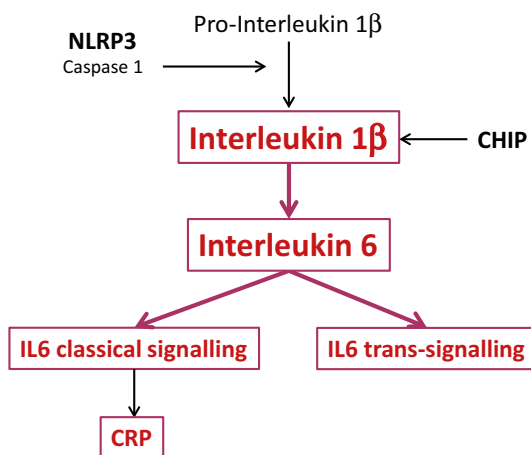 Pro-Interleukin 1β
NLRP3
Caspase 1
Interleukin 1β
CHIP
Interleukin 6
IL6 classical signalling
IL6 trans-signalling
CRP